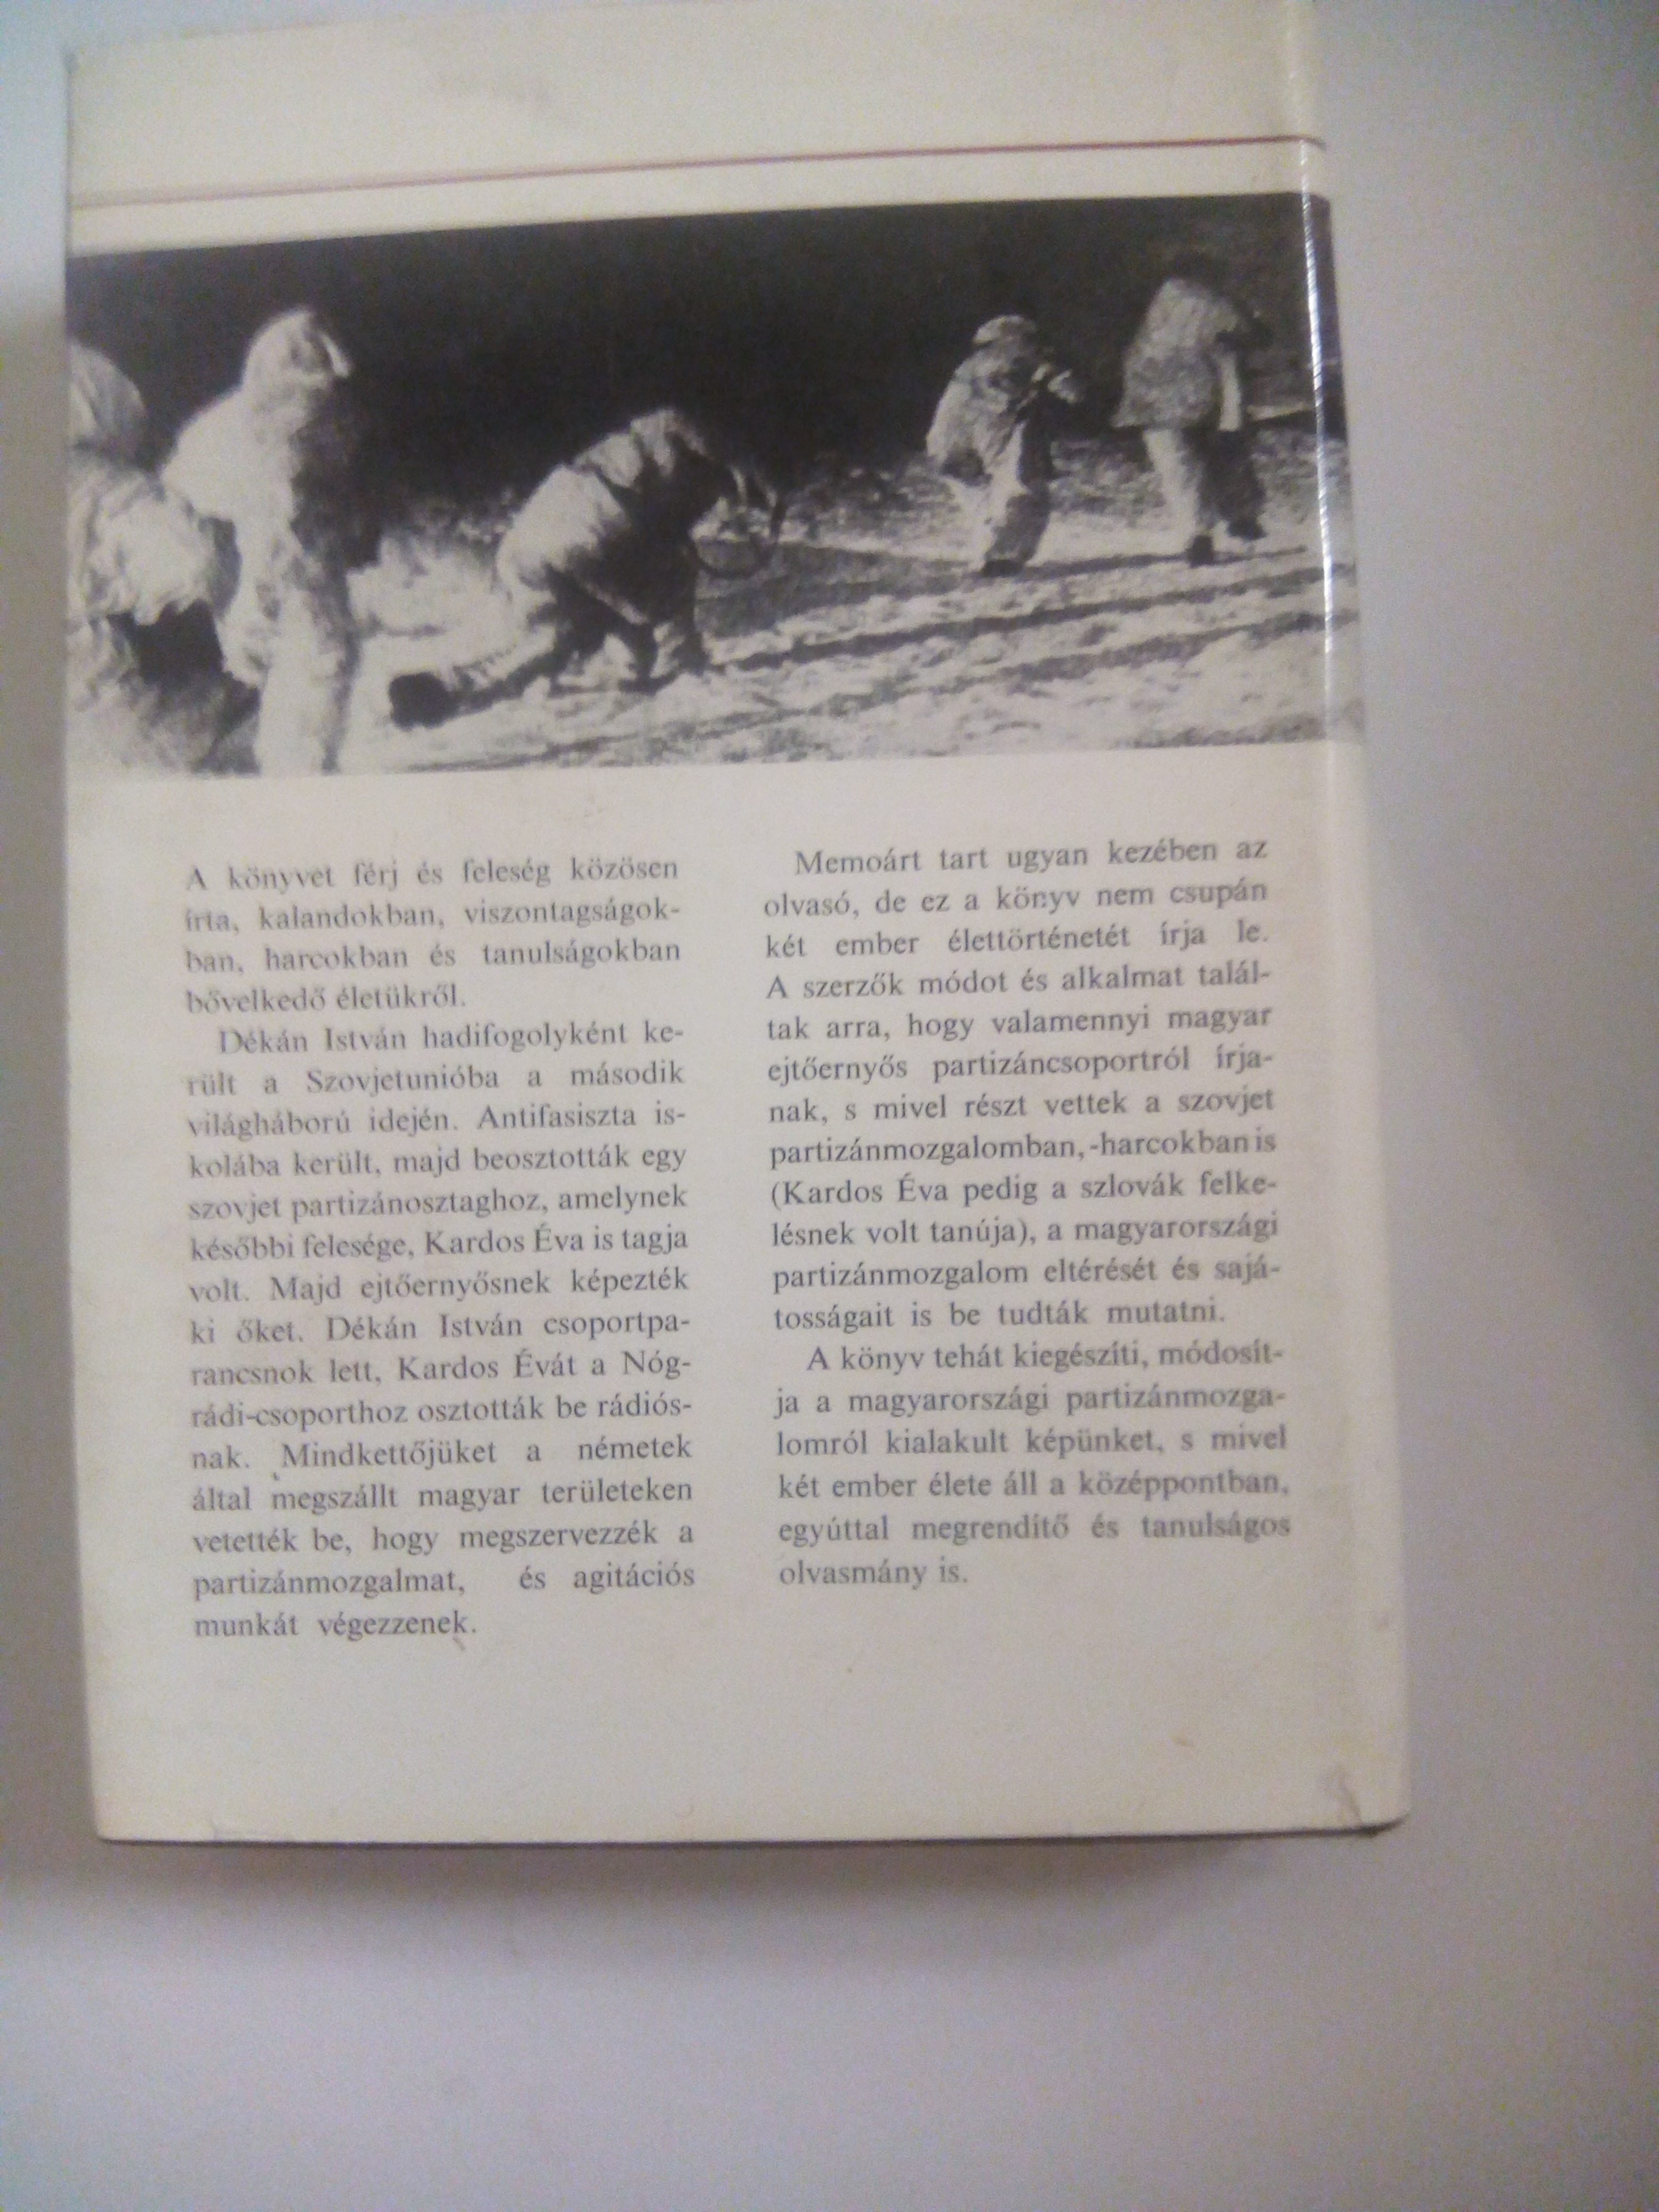 A könyvet férj és feleség közösen
írta, kalandokban, viszontagságok-
ban, harcokban és tanulságokban
bővelkedő életükről.
Dékán István hadifogolyként ke-
rült a Szovjetunióba a második
világháború idején. Antifasiszta is-
kolába került, majd beosztották egy
szovjet partizánosztaghoz, amelynek
későbbi felesége, Kardos Éva is tagja
volt. Majd ejtőernyősnek képezték
ki őket. Dékán István csoportpa-
rancsnok lett, Kardos Évát a Nóg-
rádi-csoporthoz osztották be rádiós-
nak. Mindkettőjüket a németek
által megszállt magyar területeken
vetették be, hogy megszervezzék a
partizánmozgalmat, és agitációs
munkát végezzenek.
Memoárt tart ugyan kezében az
olvasó, de ez a könyv nem csupán
két ember élettörténetét írja le.
A szerzők módot és alkalmat talál-
tak arra, hogy valamennyi magyar
ejtőernyős partizáncsoportról írja-
nak, s mivel részt vettek a szovjet
partizánmozgalomban, -harcokban is
(Kardos Éva pedig a szlovák felke-
lésnek volt tanúja), a magyarországi
partizánmozgalom eltérését és sajá-
tosságait is be tudták mutatni.
A könyv tehát kiegészíti, módosít-
ja a magyarországi partizánmozga-
lomról kialakult képünket, s mivel
két ember élete áll a középpontban,
egyúttal megrendítő és tanulságos
olvasmány is.